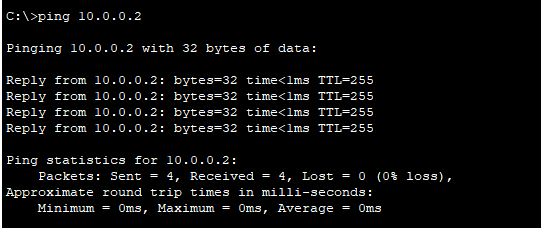 C:\>ping 10.0.0.2
Pinging 10.0.0.2 with 32 bytes of data:
Reply from 10.0.0.2: bytes=32 time<1ms TTL=255
Reply from 10.0.0.2: bytes=32 time<1ms TTL=255
Reply from 10.0.0.2: bytes=32 time<1ms TTL=255
Reply from 10.0.0.2: bytes=32 time<1ms TTL=255
Ping statistics for 10.0.0.2:
Packets: Sent = 4, Received = 4, Lost = 0 (0% loss),
Approximate round trip times in milli-seconds:
Minimum = 0ms, Maximum = 0ms, Average = 0ms